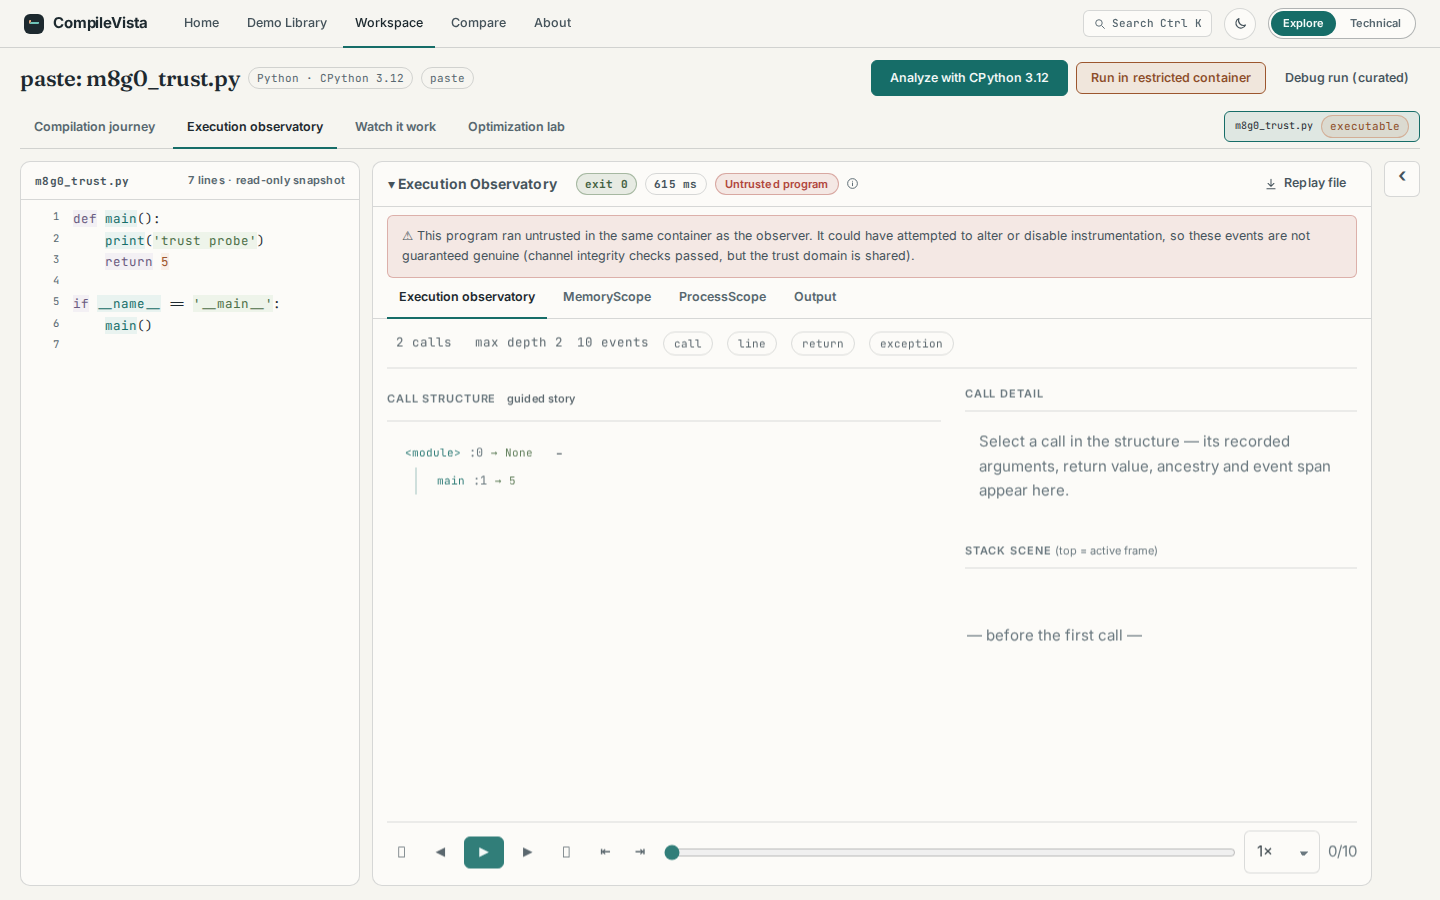 CompileVista Home Demo Library Workspace Compare About Search Ctrl K Explore Technical
paste: m8g0_trust.py Python · CPython 3.12 paste Analyze with CPython 3.12 Run in restricted container Debug run (curated)
Compilation journey Execution observatory Watch it work Optimization lab m8g0_trust.py executable
m8g0_trust.py 7 lines · read-only snapshot
1 def main():
2 print('trust probe')
3 return 5
4
5 if __name__ == '__main__':
6 main()
7
▾ Execution Observatory exit 0 615 ms Untrusted program ⓘ Replay file
⚠ This program ran untrusted in the same container as the observer. It could have attempted to alter or disable instrumentation, so these events are not
guaranteed genuine (channel integrity checks passed, but the trust domain is shared).
Execution observatory MemoryScope ProcessScope Output
2 calls max depth 2 10 events call line return exception
CALL STRUCTURE guided story
<module> :0 → None –
main :1 → 5
CALL DETAIL
Select a call in the structure — its recorded
arguments, return value, ancestry and event span
appear here.
STACK SCENE (top = active frame)
— before the first call —
1× 0/10